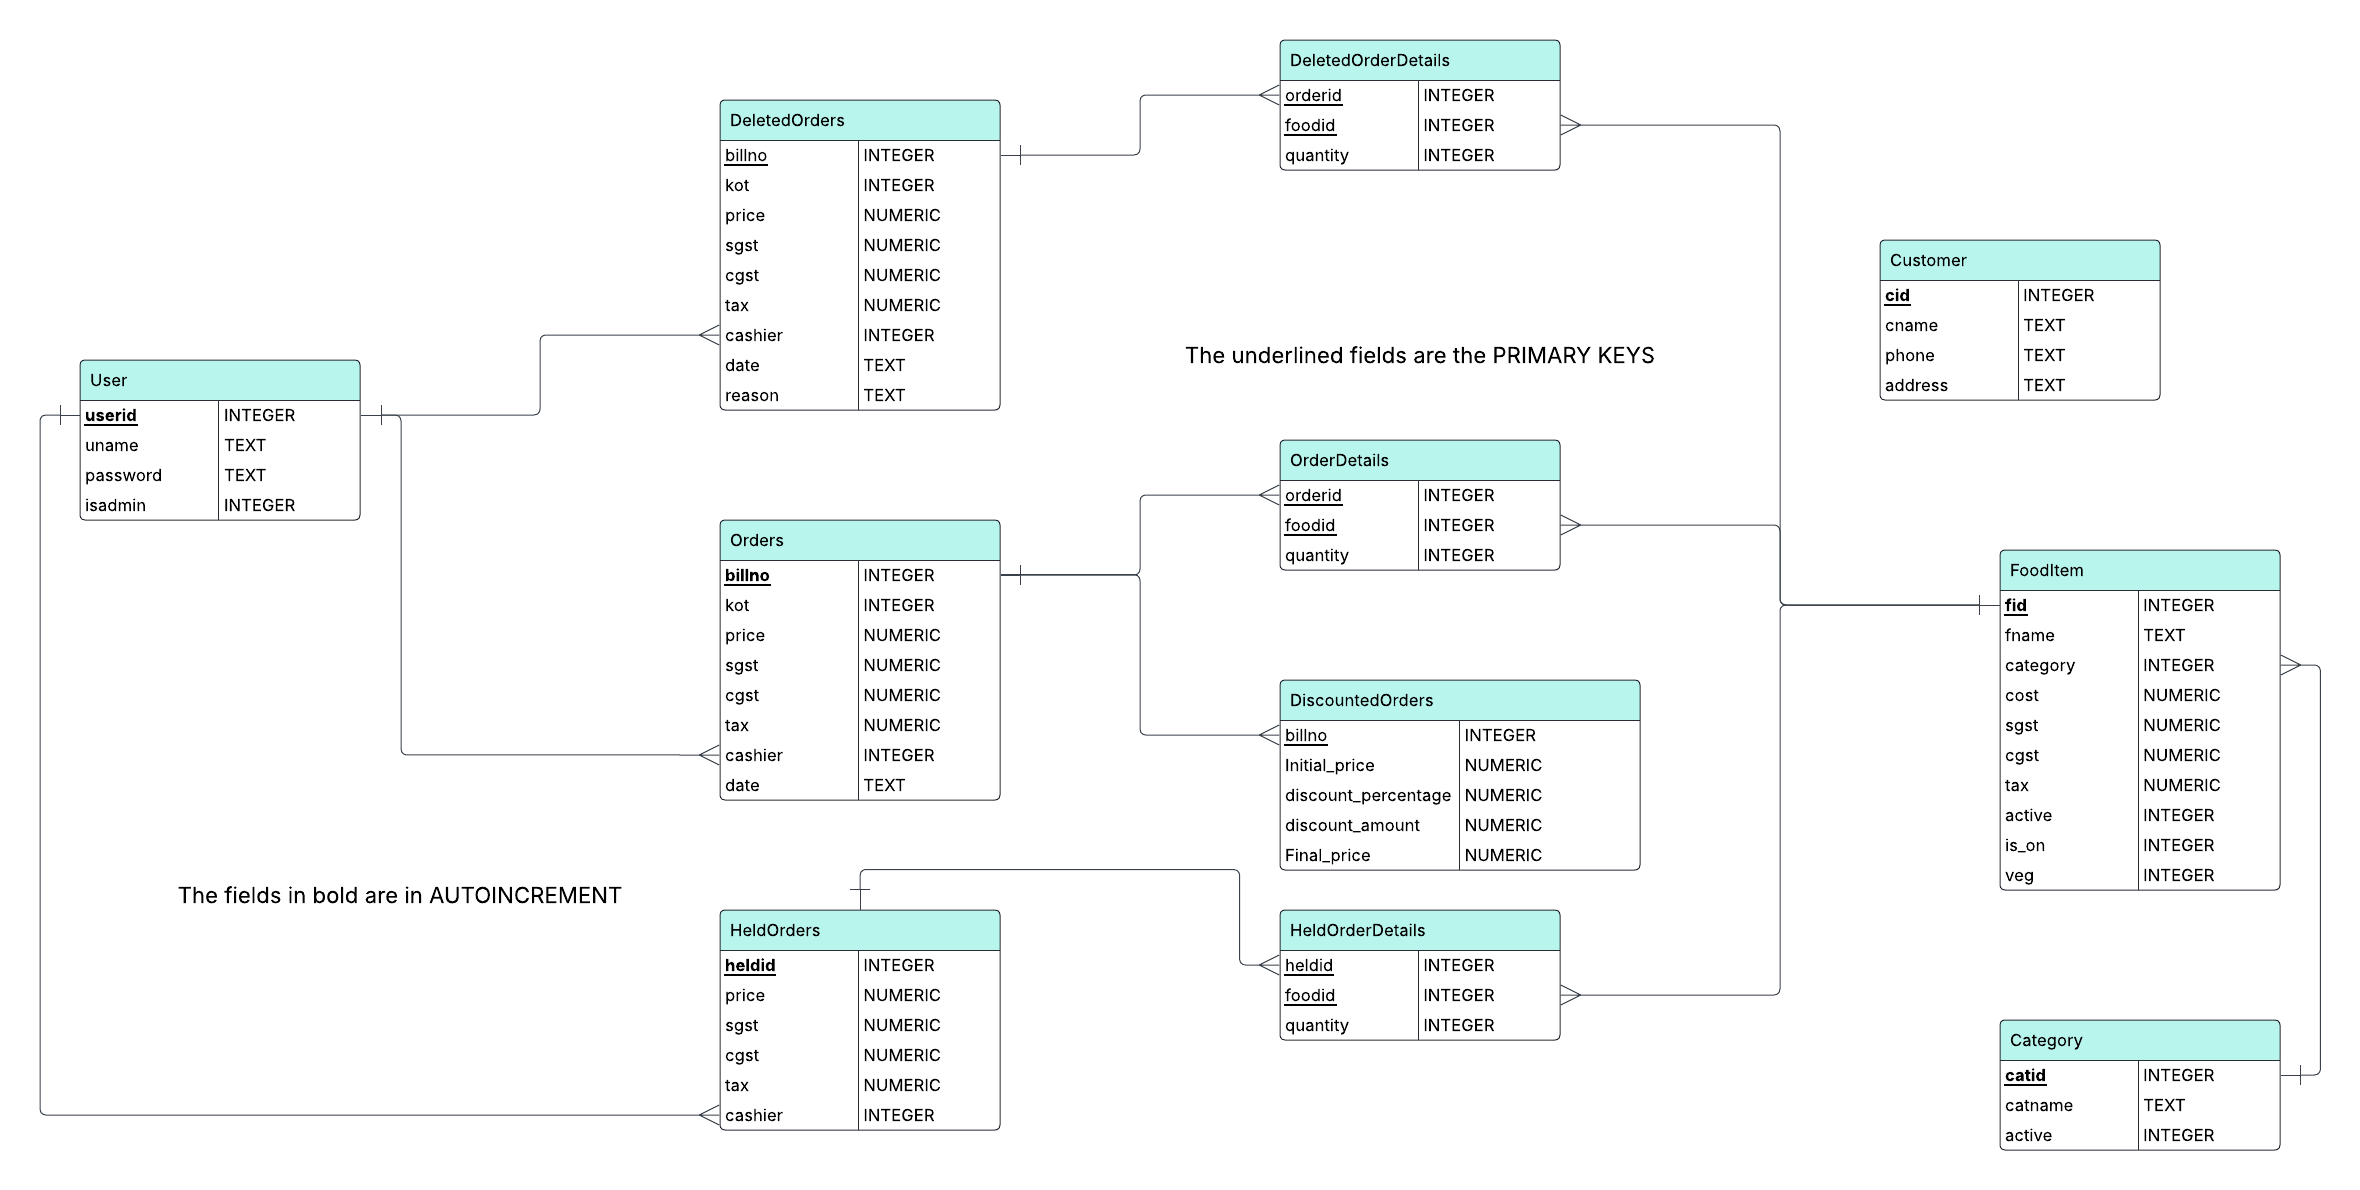 DeletedOrderDetails
orderid INTEGER
foodid INTEGER
quantity INTEGER
DeletedOrders
billno INTEGER
kot INTEGER
price NUMERIC
sgst NUMERIC
cgst NUMERIC
tax NUMERIC
cashier INTEGER
date TEXT
reason TEXT
Customer
cid INTEGER
cname TEXT
phone TEXT
address TEXT
The underlined fields are the PRIMARY KEYS
User
userid INTEGER
uname TEXT
password TEXT
isadmin INTEGER
OrderDetails
orderid INTEGER
foodid INTEGER
quantity INTEGER
Orders
billno INTEGER
kot INTEGER
price NUMERIC
sgst NUMERIC
cgst NUMERIC
tax NUMERIC
cashier INTEGER
date TEXT
FoodItem
fid INTEGER
fname TEXT
category INTEGER
cost NUMERIC
sgst NUMERIC
cgst NUMERIC
tax NUMERIC
active INTEGER
is_on INTEGER
veg INTEGER
DiscountedOrders
billno INTEGER
Initial_price NUMERIC
discount_percentage NUMERIC
discount_amount NUMERIC
Final_price NUMERIC
The fields in bold are in AUTOINCREMENT
HeldOrders
heldid INTEGER
price NUMERIC
sgst NUMERIC
cgst NUMERIC
tax NUMERIC
cashier INTEGER
HeldOrderDetails
heldid INTEGER
foodid INTEGER
quantity INTEGER
Category
catid INTEGER
catname TEXT
active INTEGER